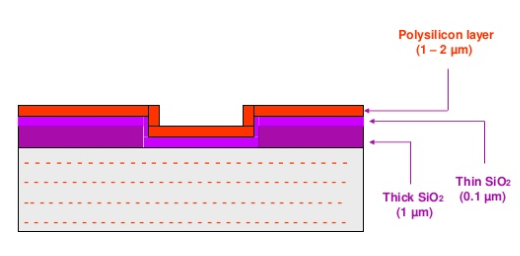 Polysilicon layer
(1 – 2 µm)
Thin SiO2
(0.1 µm)
Thick SiO2
(1 µm)